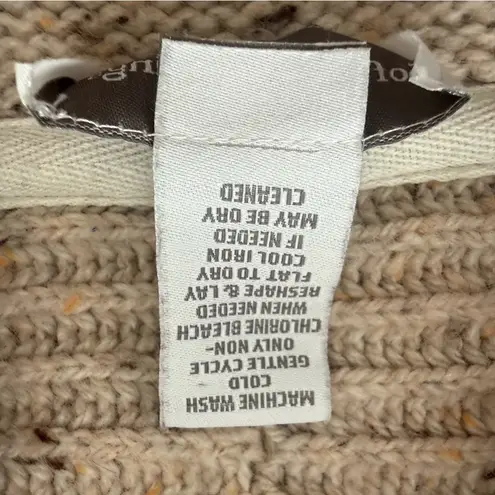 MACHINE WASH
COLD
GENTLE CYCLE
ONLY NON-
CHLORINE BLEACH
WHEN NEEDED
RESHAPE & LAY
FLAT TO DRY
COOL IRON
IF NEEDED
MAY BE DRY
CLEANED